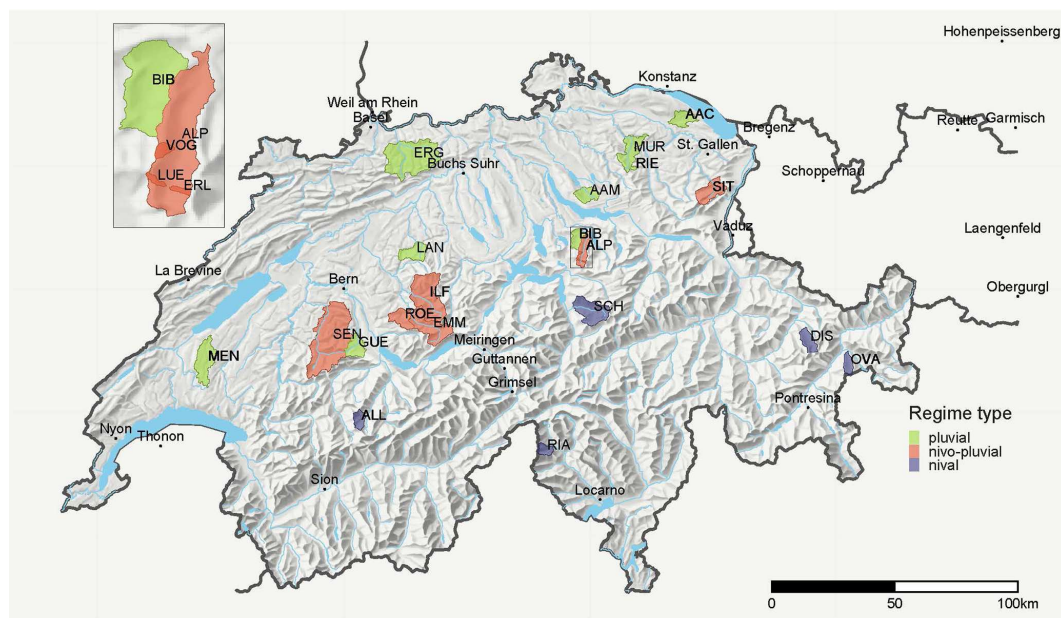 Hohenpeissenberg
BIB
Konstanz
Weil am Rhein
Basel
AAC
ALP
VOG
Bregenz
Reutte
Garmisch
ERG
MUR
St. Gallen
Buchs Suhr
RIE
Schoppernau
LUE
ERL
AAM
SIT
Vaduz
Laengenfeld
BIB
LAN
ALP
La Brevine
Bern
ILF
Obergurgl
ROE
SCH
EMM
SEN
GUE
Meiringen
DIS
MEN
Guttannen
OVA
Grimsel
Pontresina
ALL
Regime type
Nyon
Thonon
pluvial
RIA
nivo-pluvial
nival
Sion
Locarno
0
50
100km